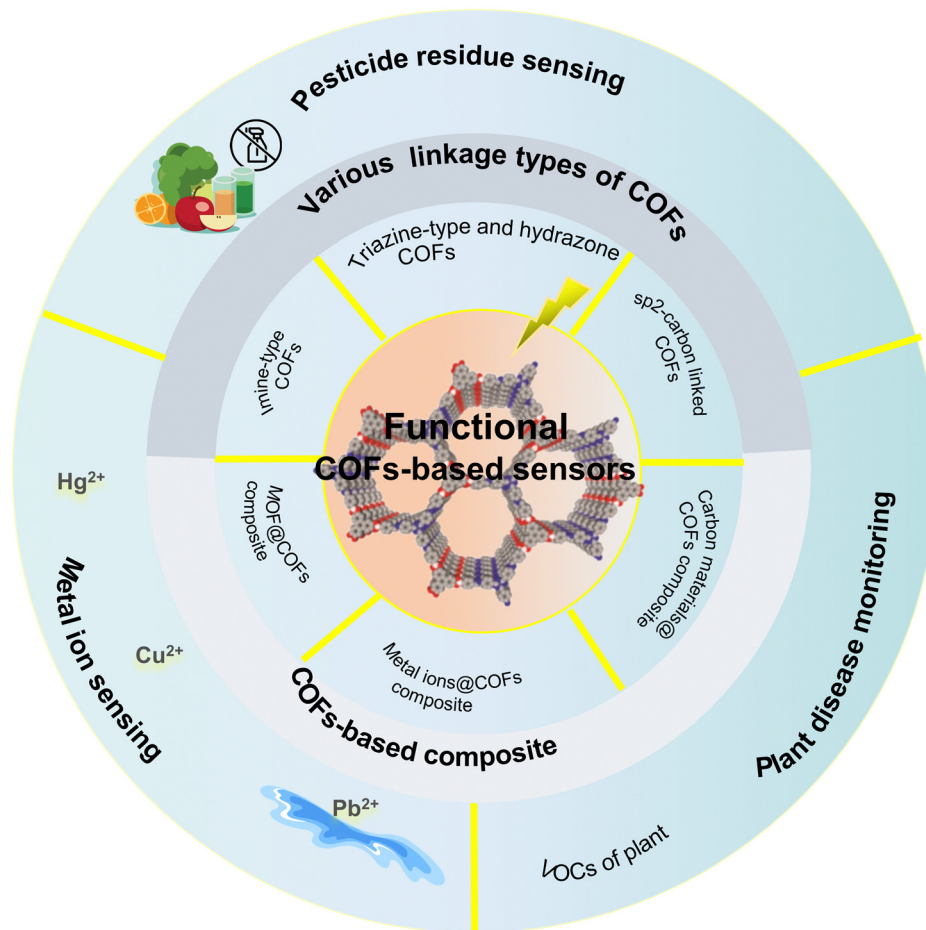 Pesticide residue sensing
Various linkage types of COFs
Triazine-type and hydrazone
COFs
sp2-carbon linked
COFs
Imine-type
COFs
Functional
COFs-based sensors
MOF@COFs
composite
Carbon materials@
COFs composite
Metal ions@COFs
composite
COFs-based composite
Hg²⁺
Cu²⁺
Pb²⁺
Metal ion sensing
Plant disease monitoring
VOCs of plant